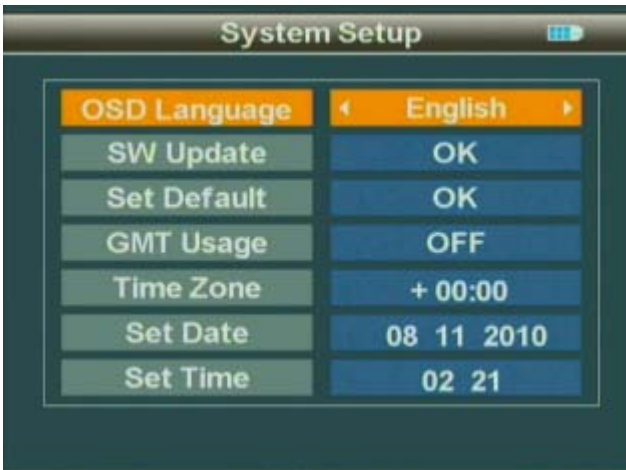 System Setup
OSD Language English
SW Update OK
Set Default OK
GMT Usage OFF
Time Zone + 00:00
Set Date 08 11 2010
Set Time 02 21